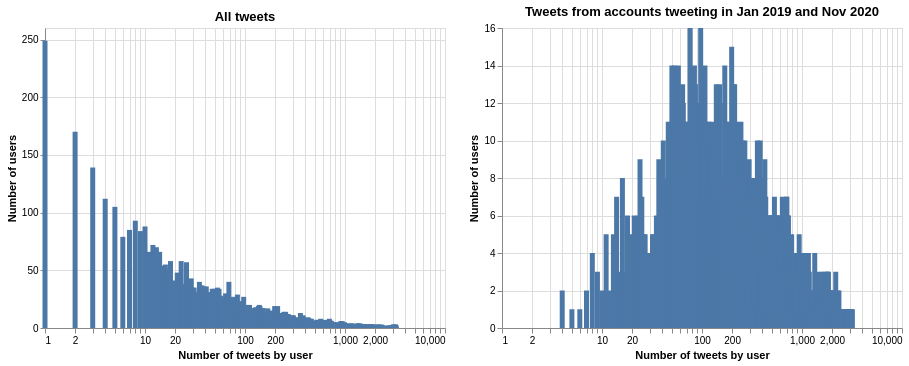 All tweets
250
200
150
100
50
0
Number of users
1 2 10 20 100 200 1,000 2,000 10,000
Number of tweets by user
Tweets from accounts tweeting in Jan 2019 and Nov 2020
16
14
12
10
8
6
4
2
0
Number of users
1 2 10 20 100 200 1,000 2,000 10,000
Number of tweets by user